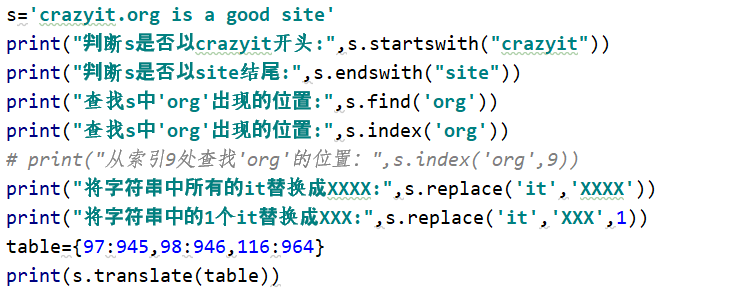 s='crazyit.org is a good site'
print("判断s是否以crazyit开头:",s.startswith("crazyit"))
print("判断s是否以site结尾:",s.endswith("site"))
print("查找s中'org'出现的位置:",s.find('org'))
print("查找s中'org'出现的位置:",s.index('org'))
# print("从索引9处查找'org'的位置：",s.index('org',9))
print("将字符串中所有的it替换成XXXX:",s.replace('it','XXXX'))
print("将字符串中的1个it替换成XXX:",s.replace('it','XXX',1))
table={97:945,98:946,116:964}
print(s.translate(table))